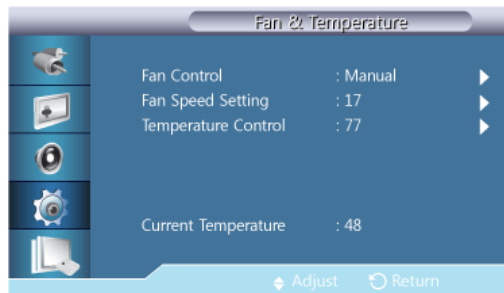 Fan & Temperature
Fan Control : Manual
Fan Speed Setting : 17
Temperature Control : 77
Current Temperature : 48
Adjust Return